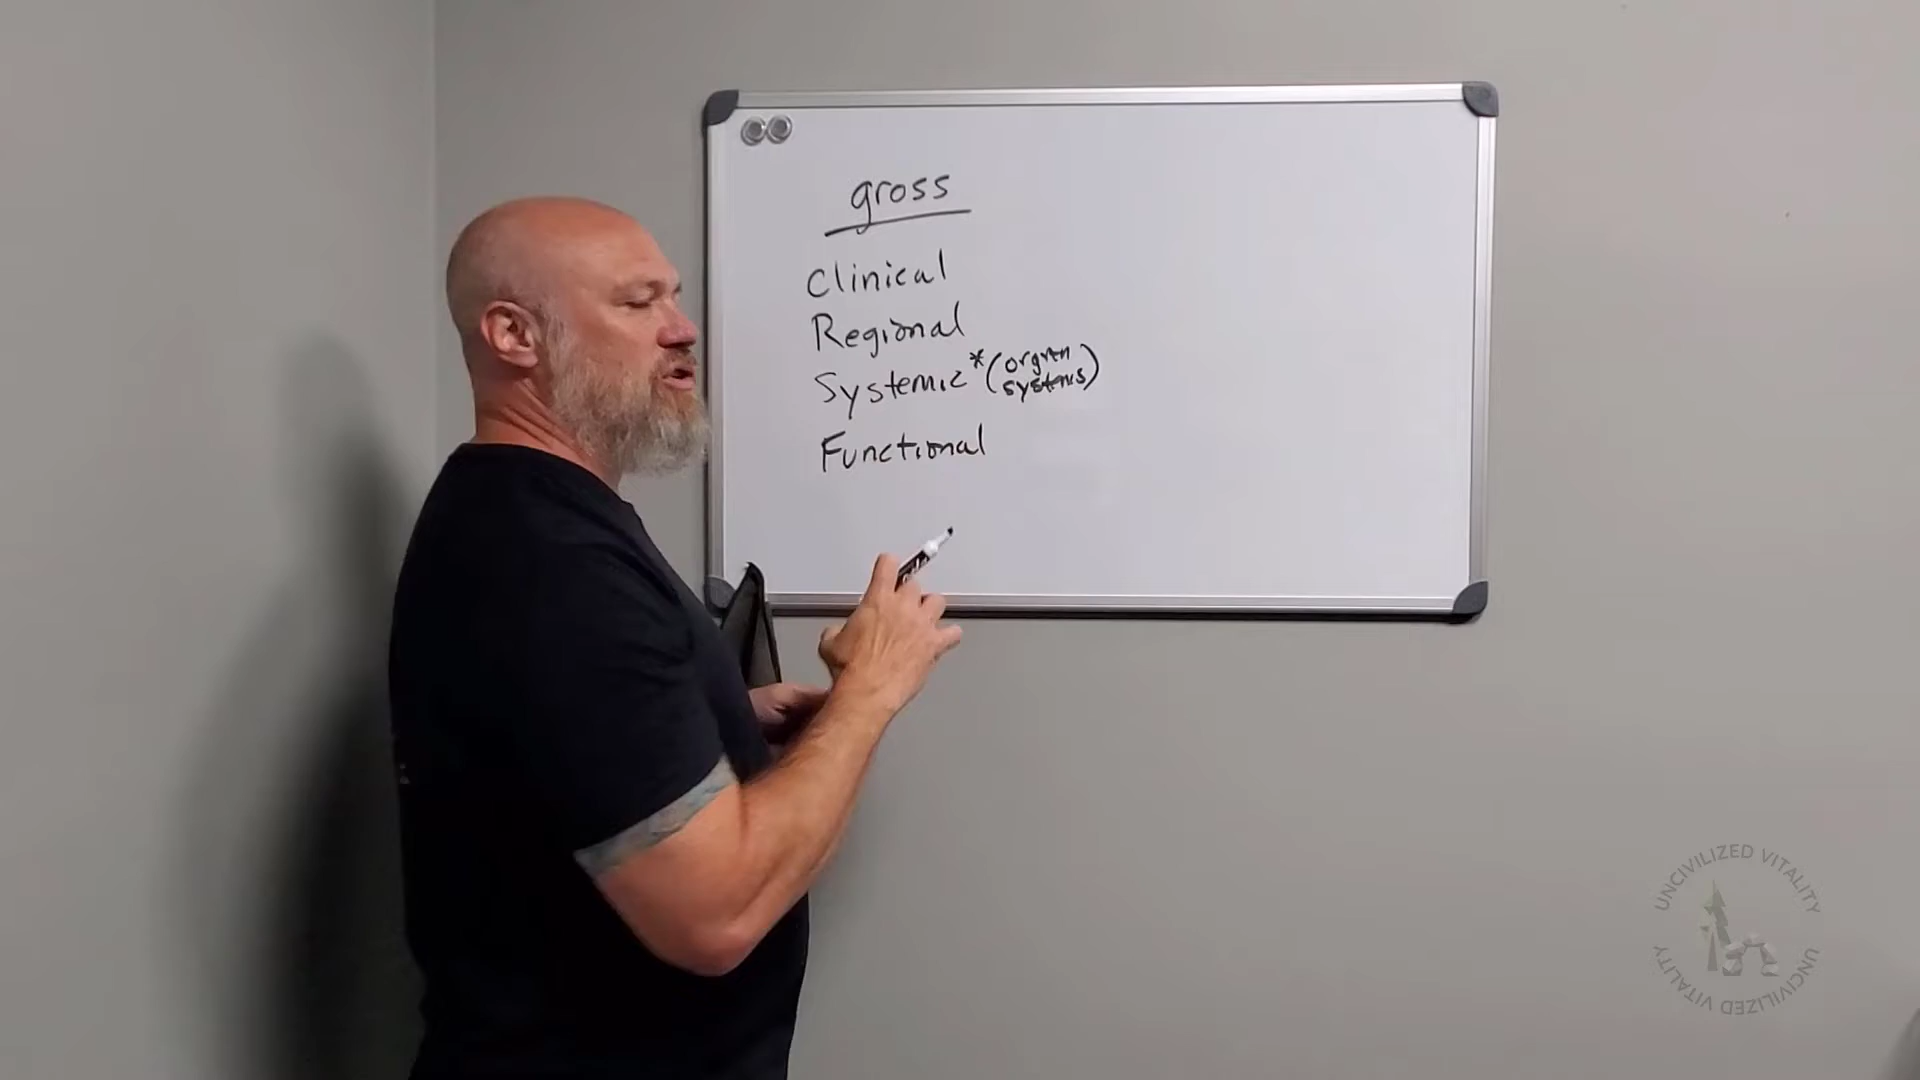 gross
Clinical
Regional
Systemic * (organ systems)
Functional
UNCIVILIZED VITALITY
UNCIVILIZED VITALITY